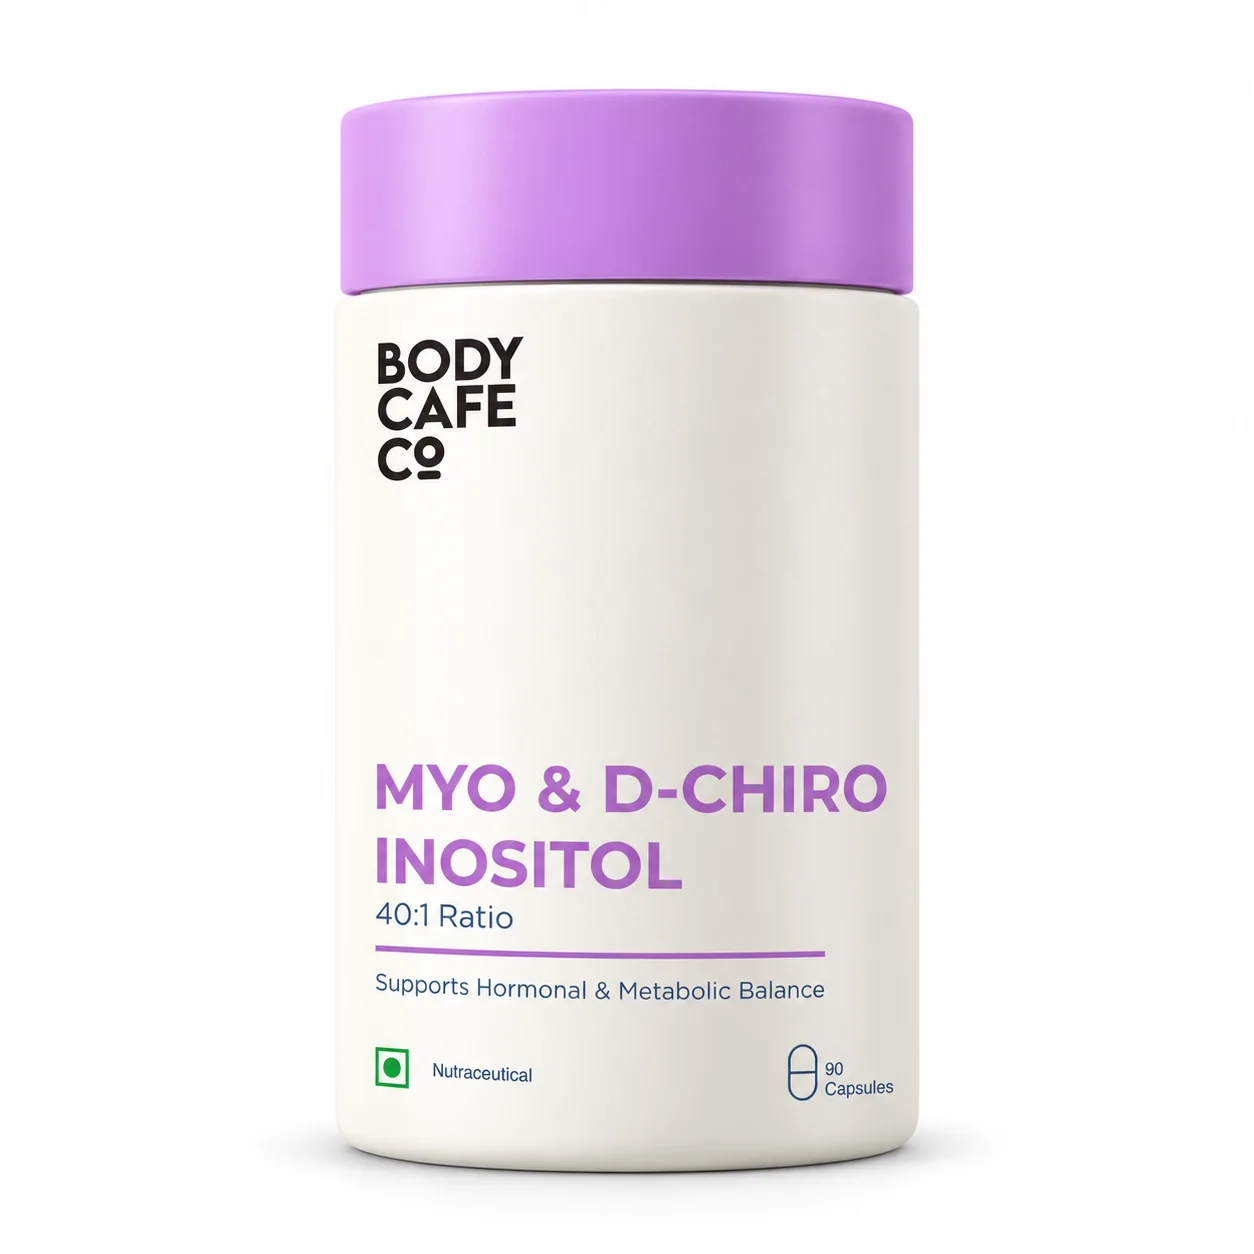 BODY
CAFE
Co
MYO & D-CHIRO
INOSITOL
40:1 Ratio
Supports Hormonal & Metabolic Balance
Nutraceutical
90
Capsules